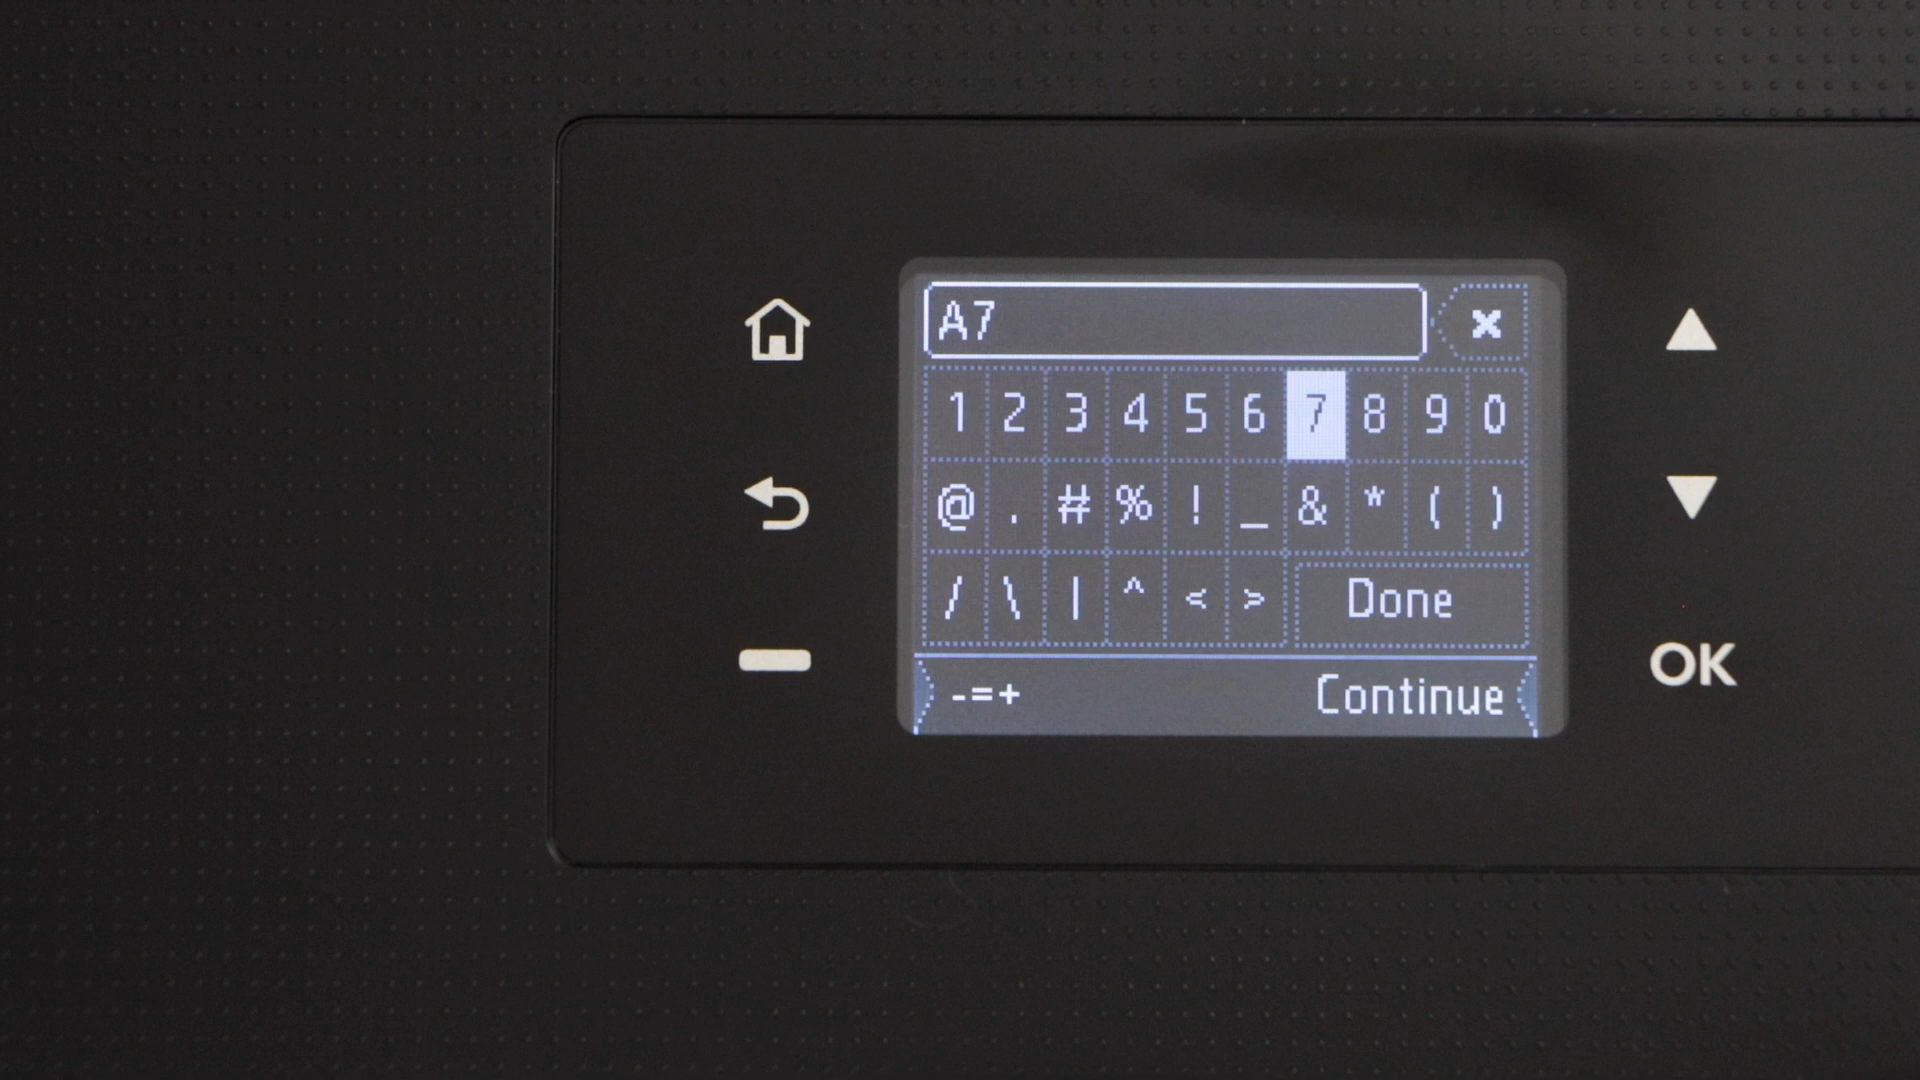 A7
1 2 3 4 5 6 7 8 9 0
@ . # % ! _ & * ( )
/ \ | ^ < > Done
-=+ Continue
OK